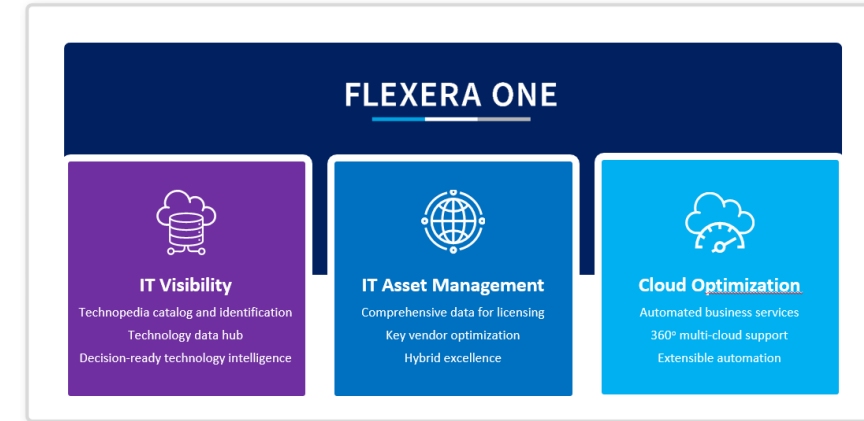 FLEXERA ONE
IT Visibility
Technopedia catalog and identification
Technology data hub
Decision-ready technology intelligence
IT Asset Management
Comprehensive data for licensing
Key vendor optimization
Hybrid excellence
Cloud Optimization
Automated business services
360° multi-cloud support
Extensible automation